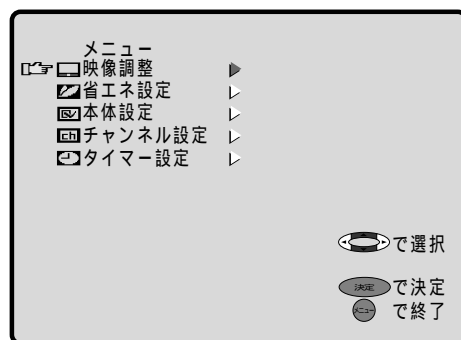 メニュー
映像調整
省エネ設定
本体設定
ch チャンネル設定
タイマー設定
で選択
決定 で決定
メニュー で終了